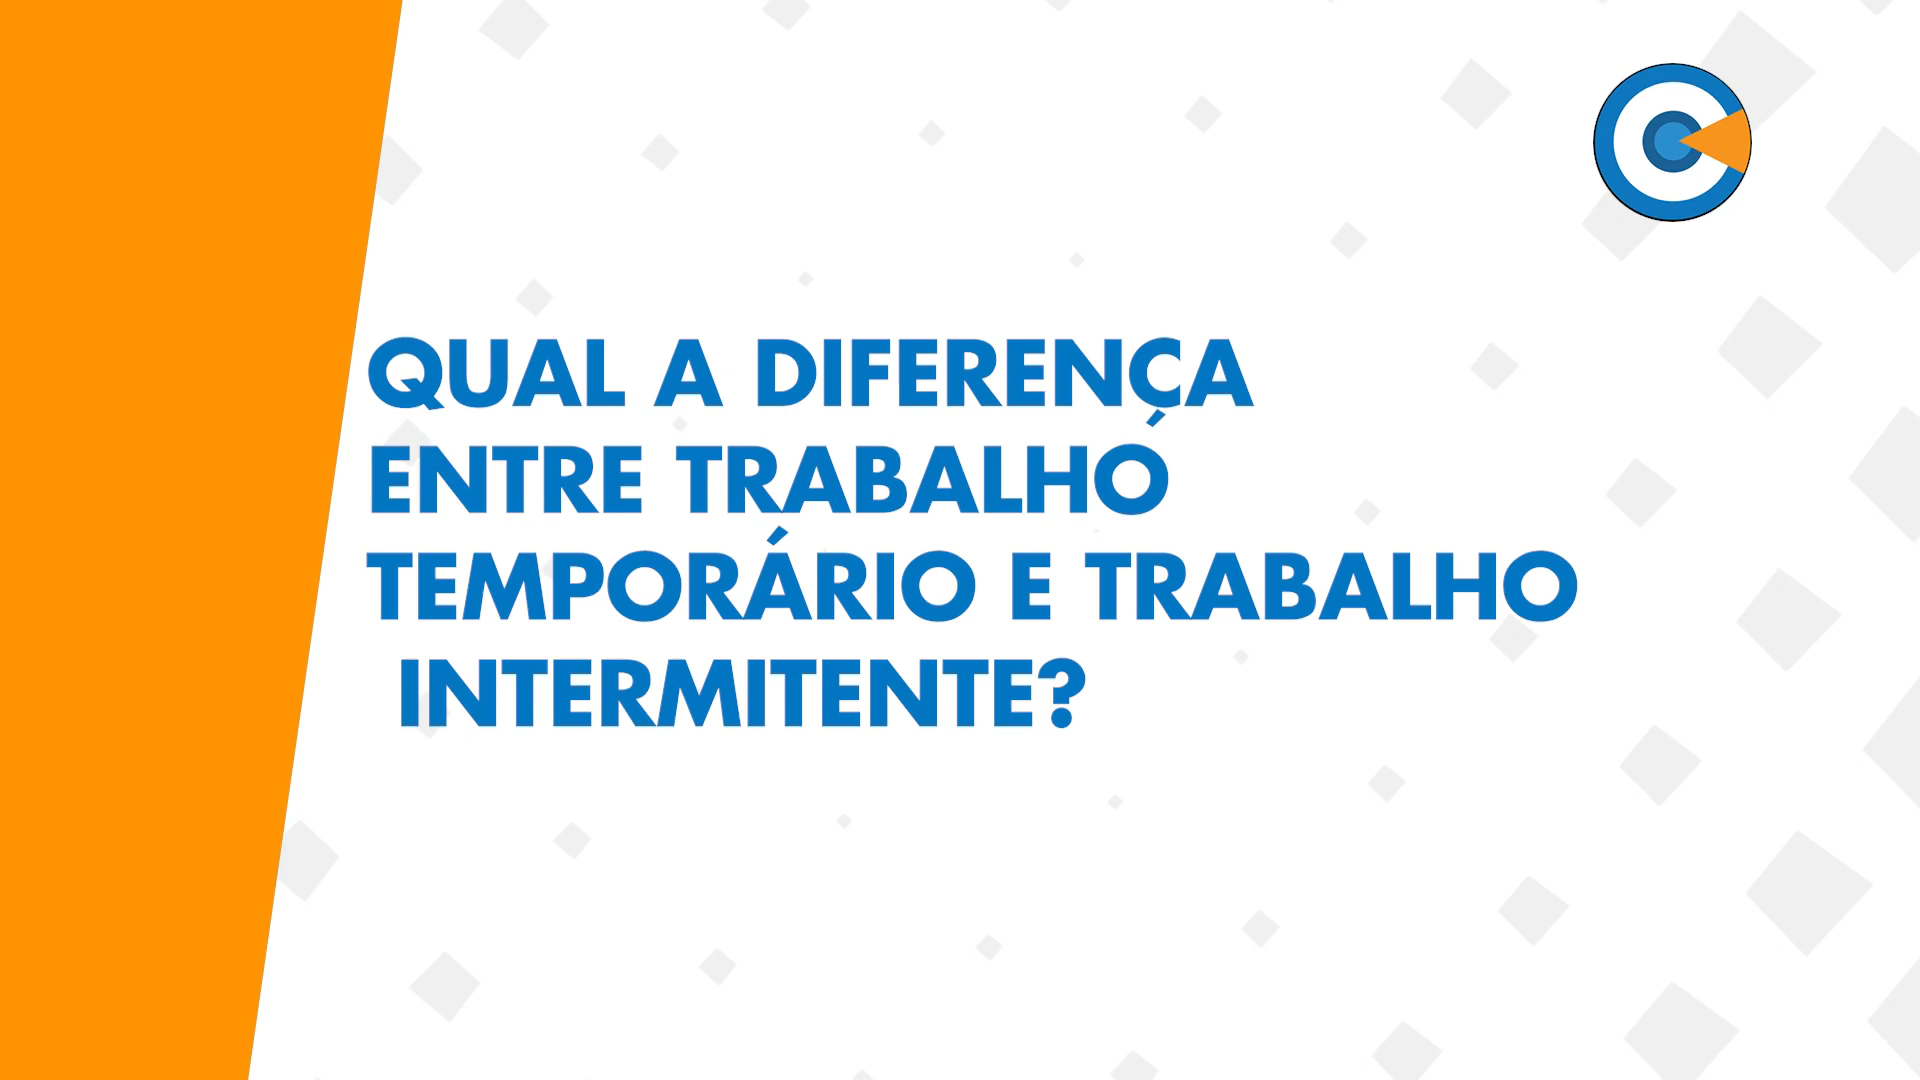 QUAL A DIFERENÇA
ENTRE TRABALHO
TEMPORÁRIO E TRABALHO
INTERMITENTE?